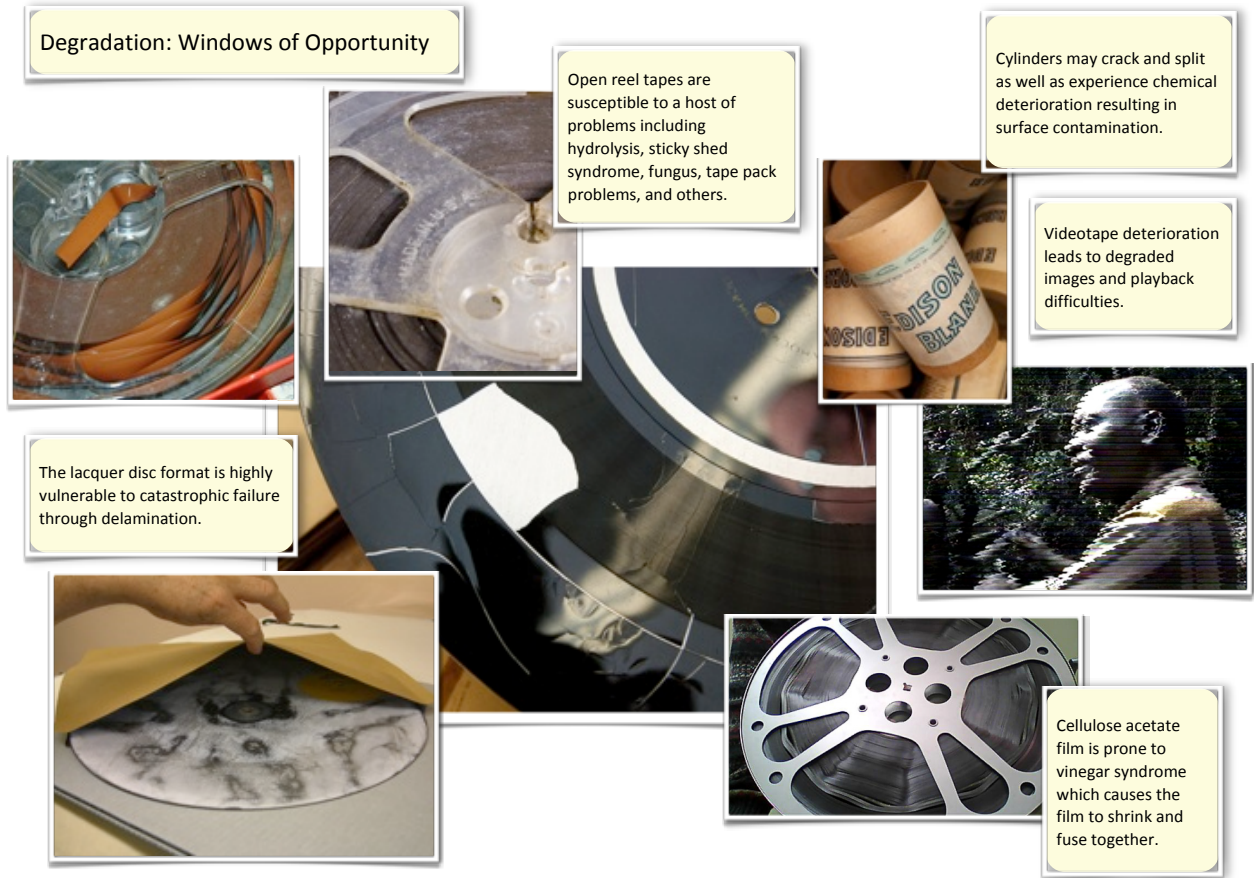 Degradation: Windows of Opportunity
Open reel tapes are
susceptible to a host of
problems including
hydrolysis, sticky shed
syndrome, fungus, tape pack
problems, and others.
Cylinders may crack and split
as well as experience chemical
deterioration resulting in
surface contamination.
Videotape deterioration
leads to degraded
images and playback
difficulties.
EDISON
BLANK
EDISON
The lacquer disc format is highly
vulnerable to catastrophic failure
through delamination.
Cellulose acetate
film is prone to
vinegar syndrome
which causes the
film to shrink and
fuse together.